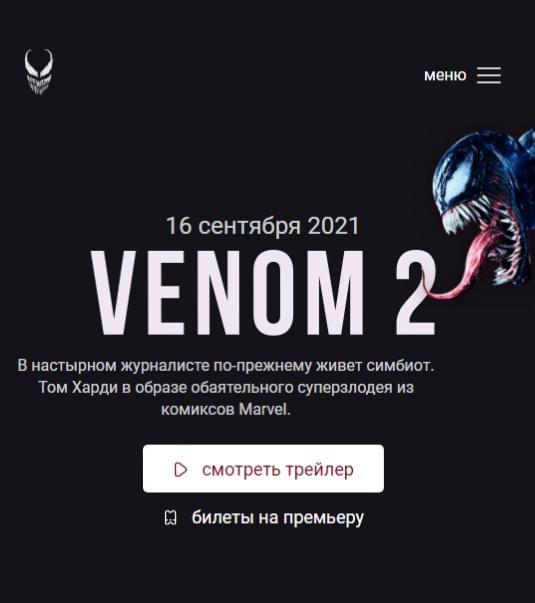 меню
16 сентября 2021
VENOM 2
В настырном журналисте по-прежнему живет симбиот.
Том Харди в образе обаятельного суперзлодея из
комиксов Marvel.
смотреть трейлер
билеты на премьеру